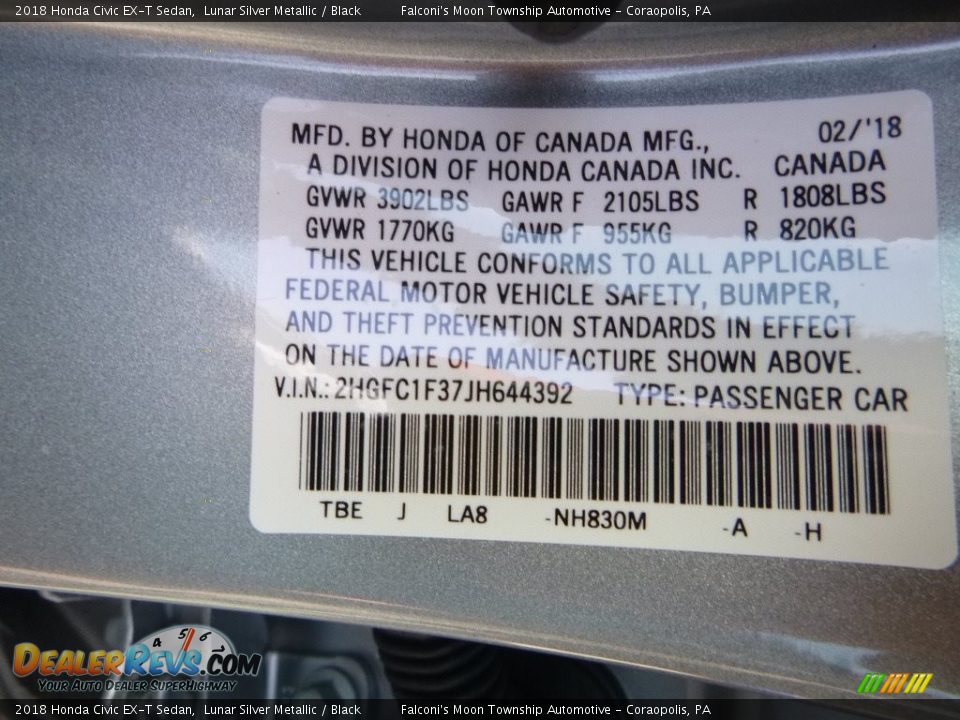 2018 Honda Civic EX-T Sedan, Lunar Silver Metallic / Black Falconi's Moon Township Automotive - Coraopolis, PA
MFD. BY HONDA OF CANADA MFG., 02/'18
A DIVISION OF HONDA CANADA INC. CANADA
GVWR 3902LBS GAWR F 2105LBS R 1808LBS
GVWR 1770KG GAWR F 955KG R 820KG
THIS VEHICLE CONFORMS TO ALL APPLICABLE
FEDERAL MOTOR VEHICLE SAFETY, BUMPER,
AND THEFT PREVENTION STANDARDS IN EFFECT
ON THE DATE OF MANUFACTURE SHOWN ABOVE.
V.I.N.: 2HGFC1F37JH644392 TYPE: PASSENGER CAR
TBE J LA8 -NH830M -A -H
4 5 6
DEALERREVS.COM
YOUR AUTO DEALER SUPERHIGHWAY
2018 Honda Civic EX-T Sedan, Lunar Silver Metallic / Black Falconi's Moon Township Automotive - Coraopolis, PA